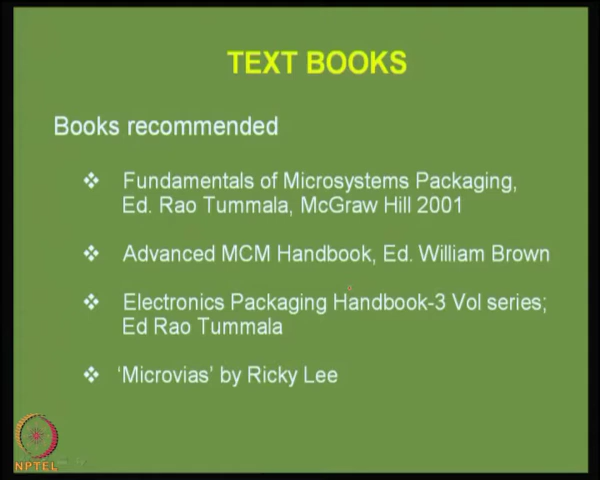 TEXT BOOKS
Books recommended
❖ Fundamentals of Microsystems Packaging,
Ed. Rao Tummala, McGraw Hill 2001
❖ Advanced MCM Handbook, Ed. William Brown
❖ Electronics Packaging Handbook-3 Vol series;
Ed Rao Tummala
❖ ‘Microvias’ by Ricky Lee
NPTEL